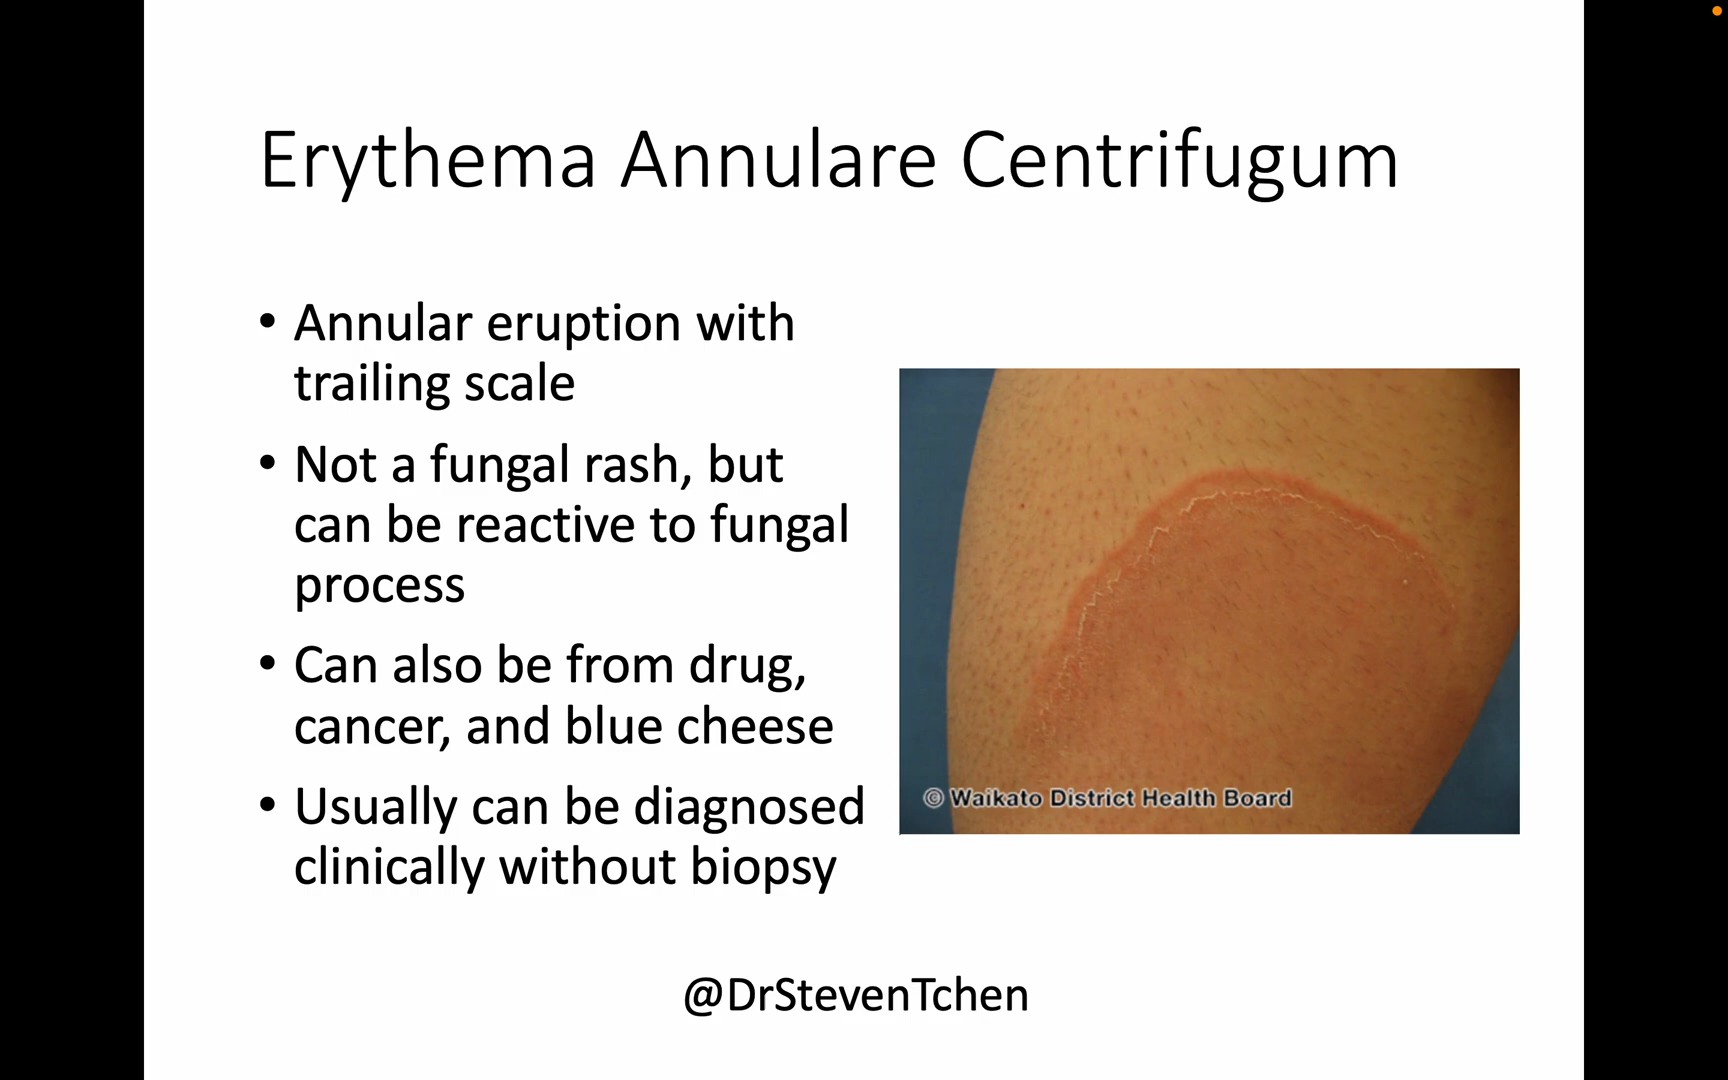 Erythema Annulare Centrifugum
• Annular eruption with
trailing scale
• Not a fungal rash, but
can be reactive to fungal
process
• Can also be from drug,
cancer, and blue cheese
• Usually can be diagnosed
clinically without biopsy
© Waikato District Health Board
@DrStevenTchen